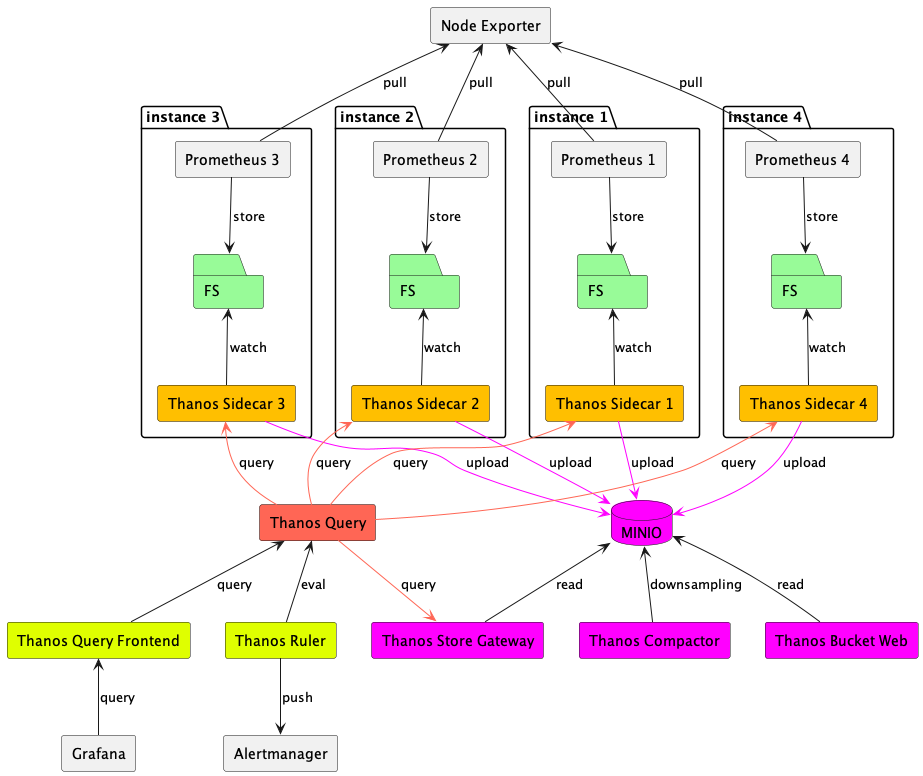 Node Exporter
pull
pull
pull
pull
instance 3
instance 2
instance 1
instance 4
Prometheus 3
Prometheus 2
Prometheus 1
Prometheus 4
store
store
store
store
FS
FS
FS
FS
watch
watch
watch
watch
Thanos Sidecar 3
Thanos Sidecar 2
Thanos Sidecar 1
Thanos Sidecar 4
query
query
query
upload
upload
upload
query
upload
Thanos Query
MINIO
query
eval
query
read
downsampling
read
Thanos Query Frontend
Thanos Ruler
Thanos Store Gateway
Thanos Compactor
Thanos Bucket Web
query
push
Grafana
Alertmanager